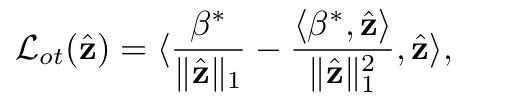 $\mathcal{L}_{ot}(\hat{\mathbf{z}}) = \langle \frac{\beta^*}{\|\hat{\mathbf{z}}\|_1} - \frac{\langle \beta^*, \hat{\mathbf{z}} \rangle}{\|\hat{\mathbf{z}}\|_1^2}, \hat{\mathbf{z}} \rangle,$